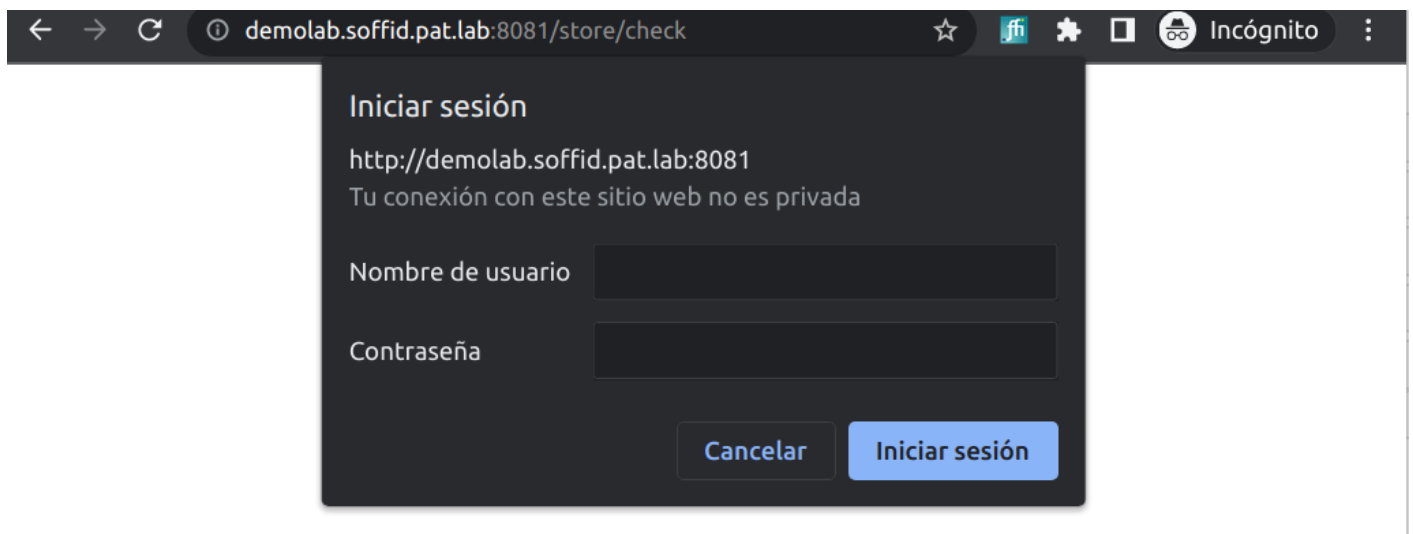 demolab.soffid.pat.lab:8081/store/check
ffi
Incógnito
Iniciar sesión
http://demolab.soffid.pat.lab:8081
Tu conexión con este sitio web no es privada
Nombre de usuario
Contraseña
Cancelar
Iniciar sesión